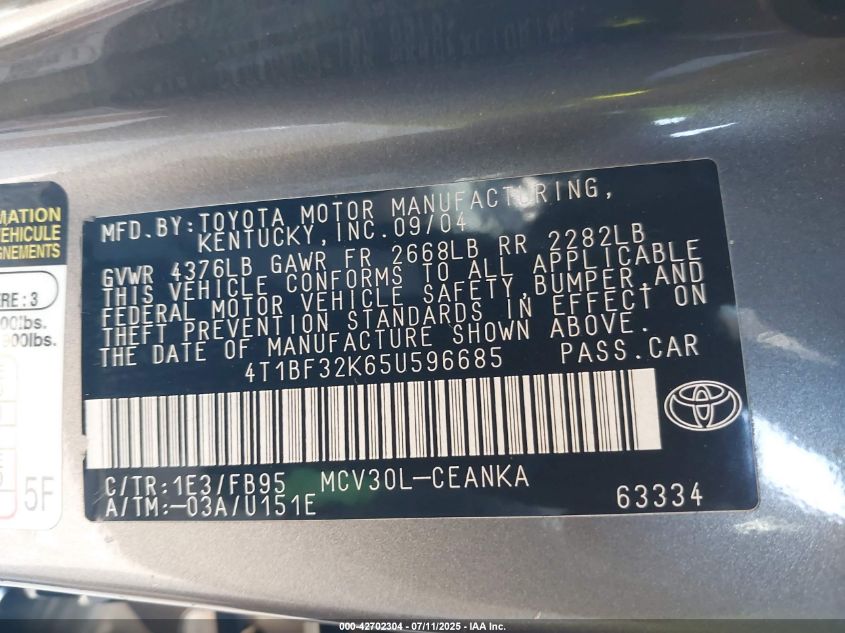 MATION
VEHICULE
GNEMENTS
ERE : 3
00lbs.
900lbs.
5F
MFD.BY:TOYOTA MOTOR MANUFACTURING,
KENTUCKY,INC.09/04
GVWR 4376LB GAWR FR 2668LB RR 2282LB
THIS VEHICLE CONFORMS TO ALL APPLICABLE
FEDERAL MOTOR VEHICLE SAFETY,BUMPER,AND
THEFT PREVENTION STANDARDS IN EFFECT ON
THE DATE OF MANUFACTURE SHOWN ABOVE.
4T1BF32K65U596685 PASS.CAR
C/TR:1E3/FB95 MCV30L-CEANKA
A/TM:-03A/U151E 63334
000-42702304 - 07/11/2025 - IAA Inc.